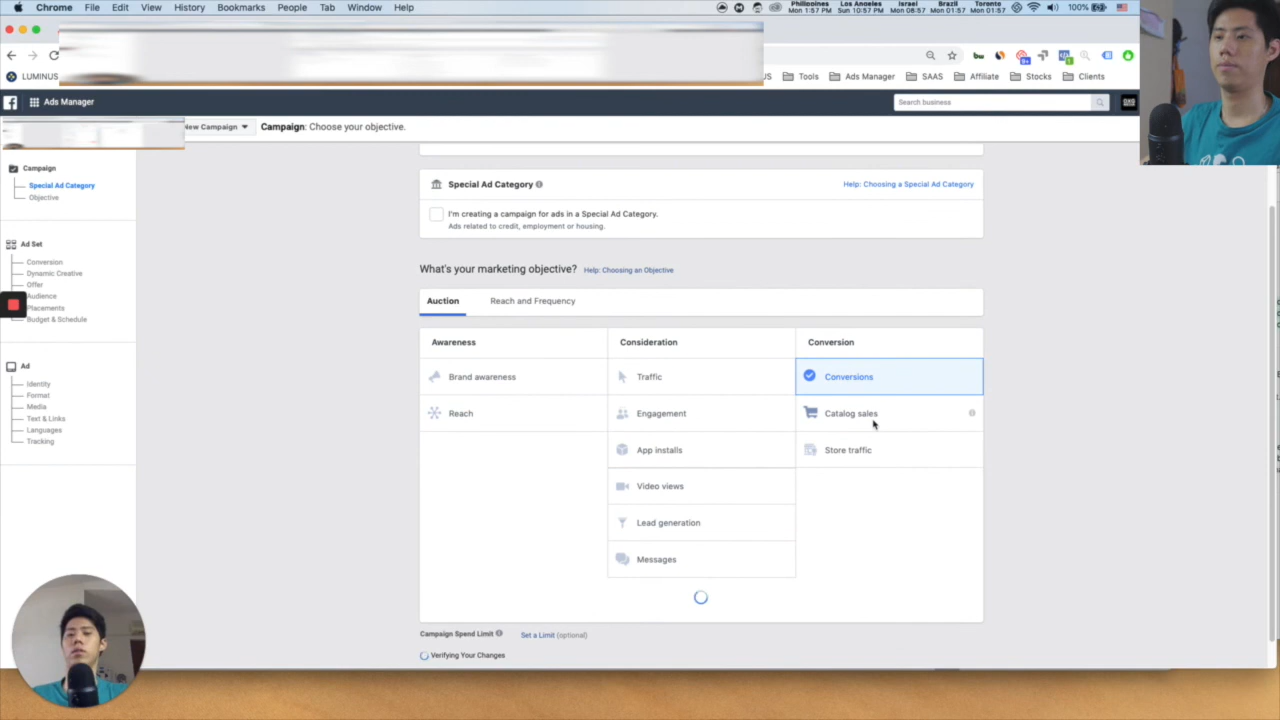 Chrome File Edit View History Bookmarks People Tab Window Help
Philippines Mon 1:57 PM Los Angeles Sun 10:57 PM Israel Mon 08:57 Brazil Mon 01:57 Toronto Mon 01:57 100%
LUMINUS
US Tools Ads Manager SAAS Affiliate Stocks Clients
Ads Manager
Search business
New Campaign
Campaign: Choose your objective.
Campaign
Special Ad Category
Objective
Ad Set
Conversion
Dynamic Creative
Offer
Audience
Placements
Budget & Schedule
Ad
Identity
Format
Media
Text & Links
Languages
Tracking
Special Ad Category
Help: Choosing a Special Ad Category
I'm creating a campaign for ads in a Special Ad Category.
Ads related to credit, employment or housing.
What's your marketing objective? Help: Choosing an Objective
Auction Reach and Frequency
Awareness Consideration Conversion
Brand awareness Traffic Conversions
Reach Engagement Catalog sales
App installs Store traffic
Video views
Lead generation
Messages
Campaign Spend Limit Set a Limit (optional)
Verifying Your Changes